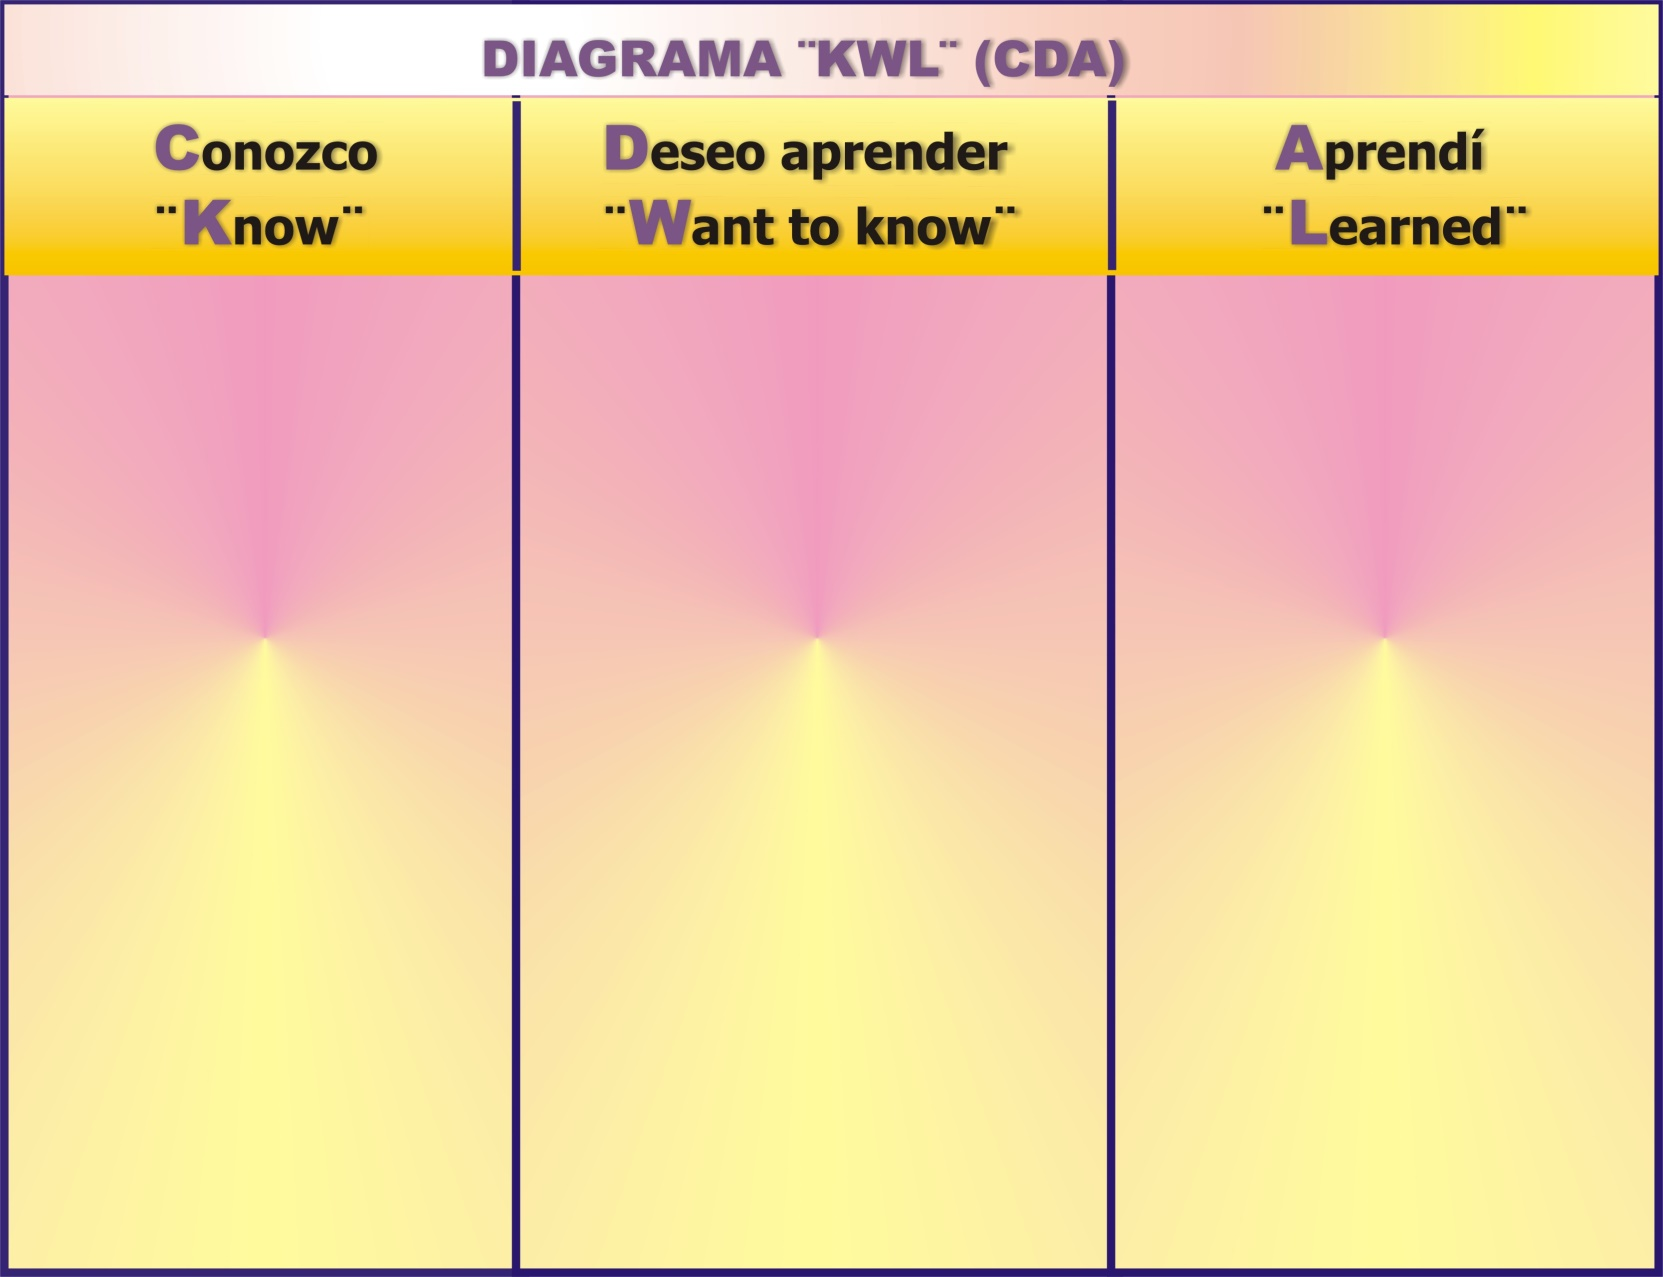 DIAGRAMA ¨KWL¨ (CDA)
Conozco
¨Know¨
Deseo aprender
¨Want to know¨
Aprendí
¨Learned¨